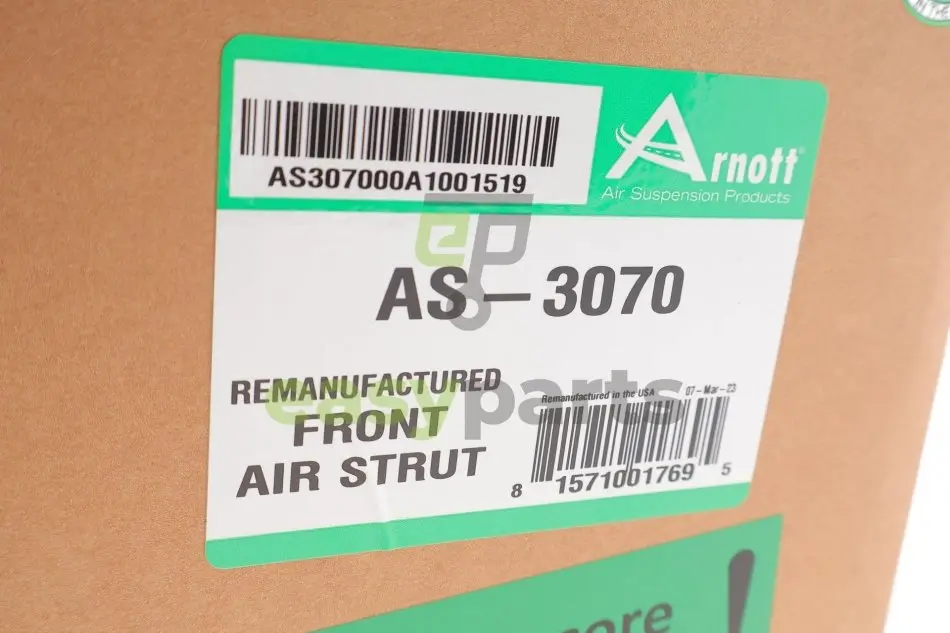 AS307000A1001519
Arnott
Air Suspension Products
AS-3070
REMANUFACTURED
FRONT
AIR STRUT
Remanufactured in the USA 07-Mar-23
8 1571001769 5
ep
easyparts